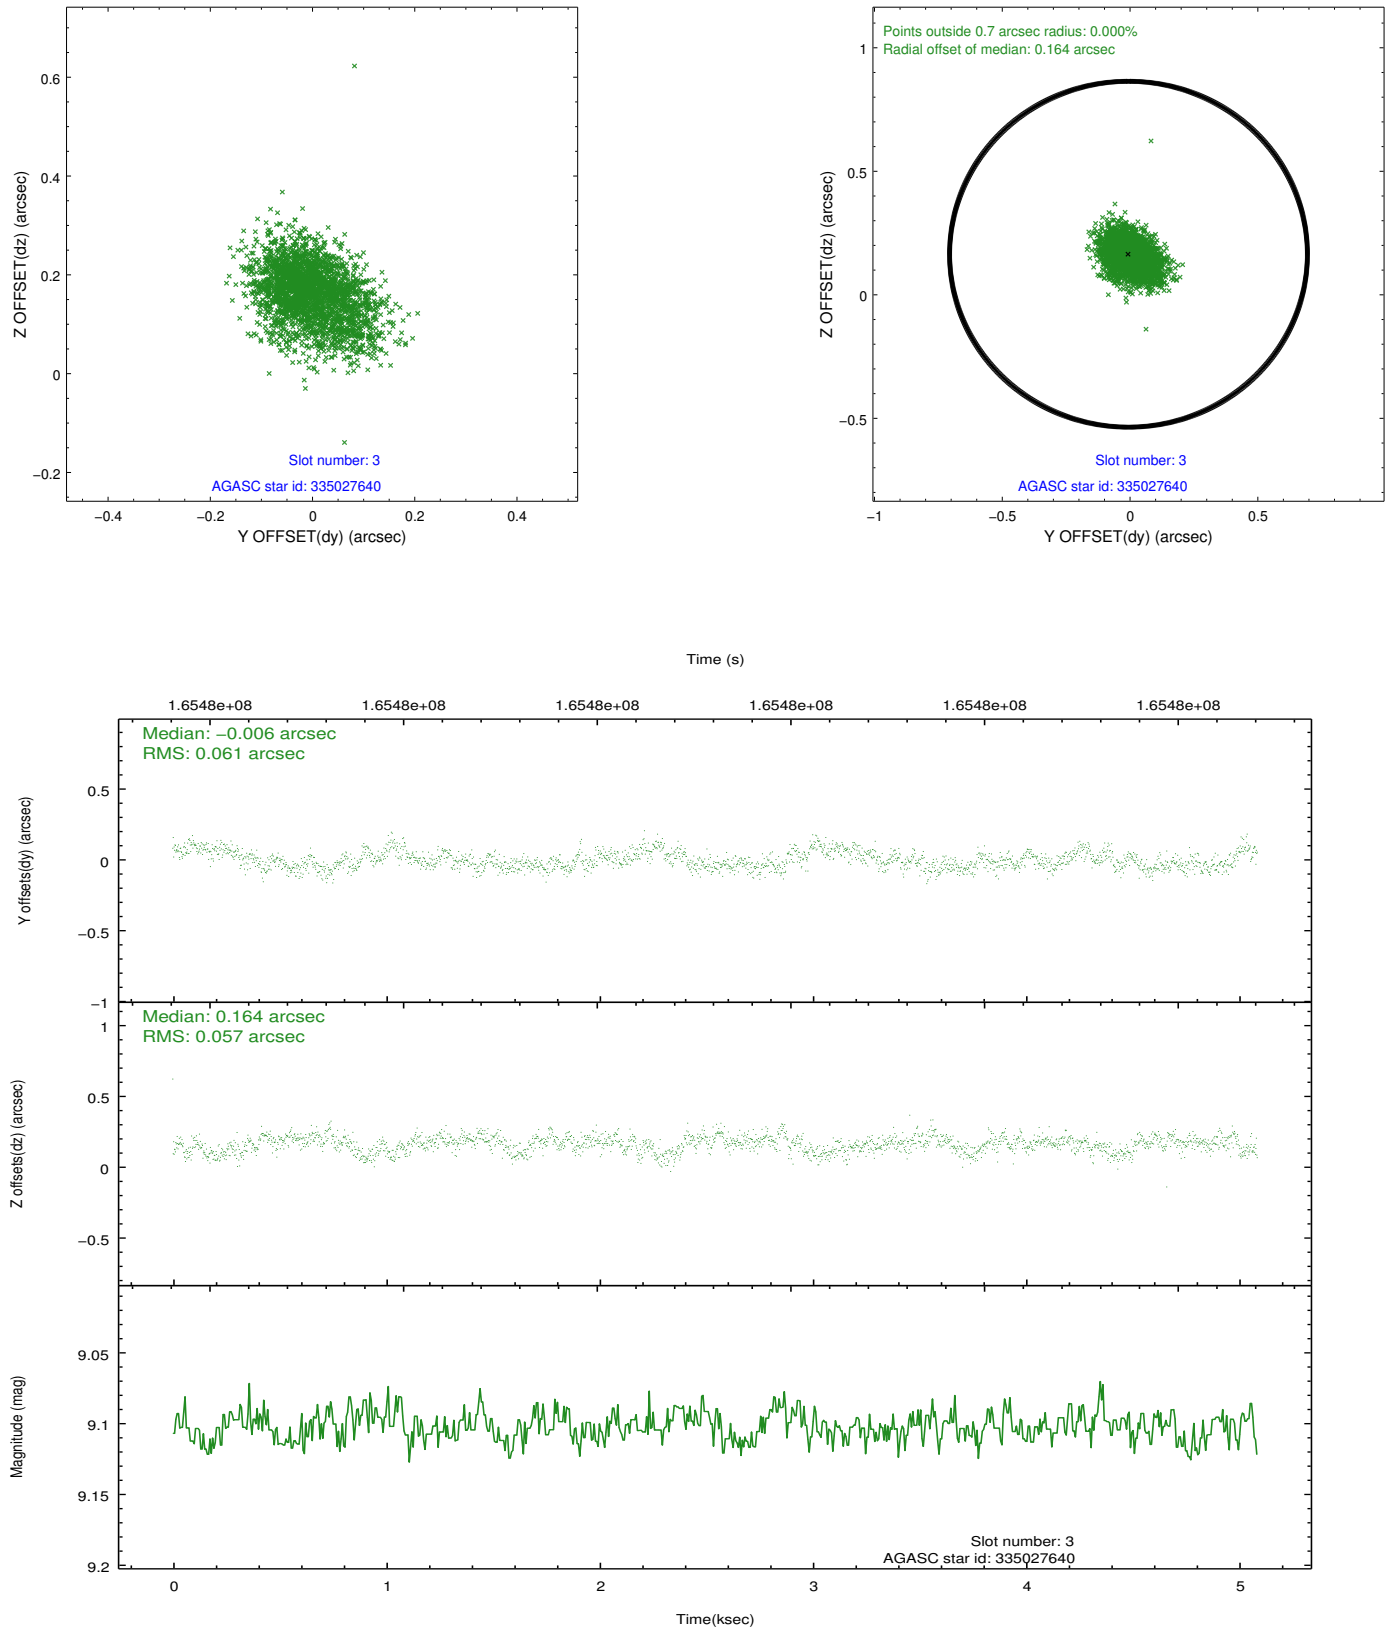 0.6
0.4
0.2
0
−0.2
Z OFFSET(dz) (arcsec)
Slot number: 3
AGASC star id: 335027640
−0.4
−0.2
0
0.2
0.4
Y OFFSET(dy) (arcsec)
Points outside 0.7 arcsec radius: 0.000%
Radial offset of median: 0.164 arcsec
1
0.5
0
−0.5
Z OFFSET(dz) (arcsec)
Slot number: 3
AGASC star id: 335027640
−1
−0.5
0
0.5
Y OFFSET(dy) (arcsec)
Time (s)
1.6548e+08
1.6548e+08
1.6548e+08
1.6548e+08
1.6548e+08
1.6548e+08
Median: −0.006 arcsec
RMS: 0.061 arcsec
0.5
0
−0.5
−1
Y offsets(dy) (arcsec)
Median: 0.164 arcsec
RMS: 0.057 arcsec
1
0.5
0
−0.5
Z offsets(dz) (arcsec)
9.05
9.1
9.15
9.2
Magnitude (mag)
Slot number: 3
AGASC star id: 335027640
0
1
2
3
4
5
Time(ksec)